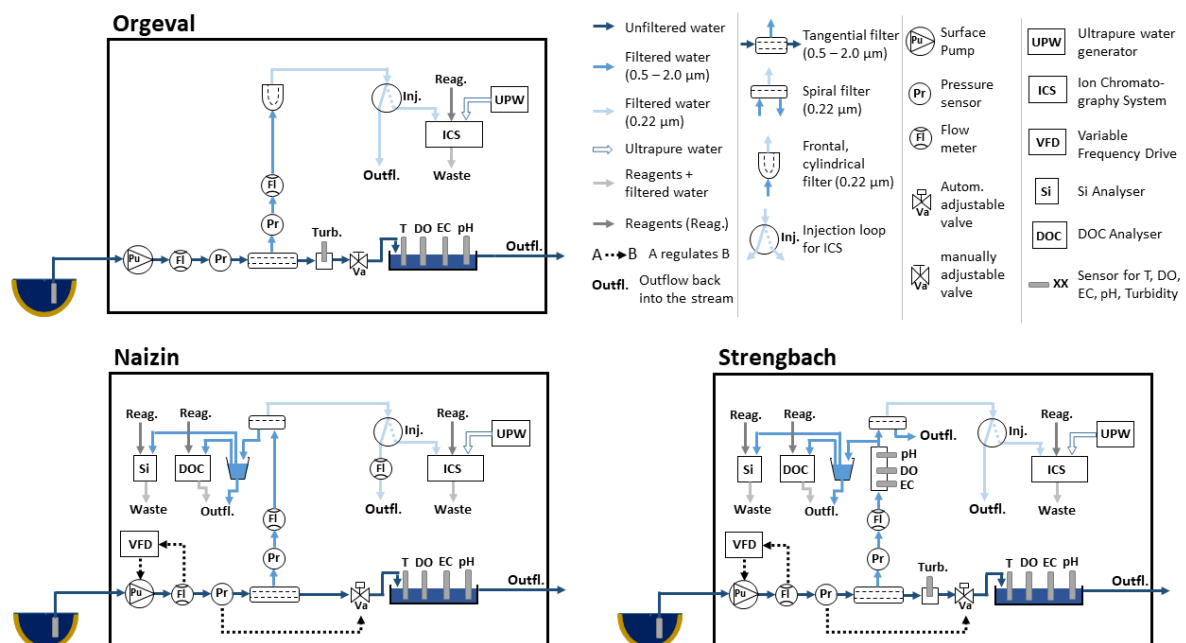 Orgeval
Reag.
Inj.
UPW
ICS
Outfl.
Waste
Fl
Pr
Turb.
T DO EC pH
Outfl.
Pu
Fl
Pr
Va
Unfiltered water
Filtered water
(0.5 – 2.0 µm)
Filtered water
(0.22 µm)
Ultrapure water
Reagents +
filtered water
Reagents (Reag.)
A B A regulates B
Outfl. Outflow back
into the stream
Tangential filter
(0.5 – 2.0 µm)
Spiral filter
(0.22 µm)
Frontal,
cylindrical
filter (0.22 µm)
Inj. Injection loop
for ICS
Pu Surface
Pump
Pr Pressure
sensor
Fl Flow
meter
Va Autom.
adjustable
valve
Va manually
adjustable
valve
UPW Ultrapure water
generator
ICS Ion Chromato-
graphy System
VFD Variable
Frequency Drive
Si Si Analyser
DOC DOC Analyser
XX Sensor for T, DO,
EC, pH, Turbidity
Naizin
Reag.
Reag.
Reag.
Inj.
UPW
Si
DOC
Fl
ICS
Waste
Outfl.
Outfl.
Waste
Fl
VFD
Pr
T DO EC pH
Outfl.
Pu
Fl
Pr
Va
Strengbach
Reag.
Reag.
Reag.
Inj.
UPW
Outfl.
pH
DO
EC
Si
DOC
ICS
Waste
Outfl.
Outfl.
Waste
Fl
VFD
Pr
Turb.
T DO EC pH
Outfl.
Pu
Fl
Pr
Va